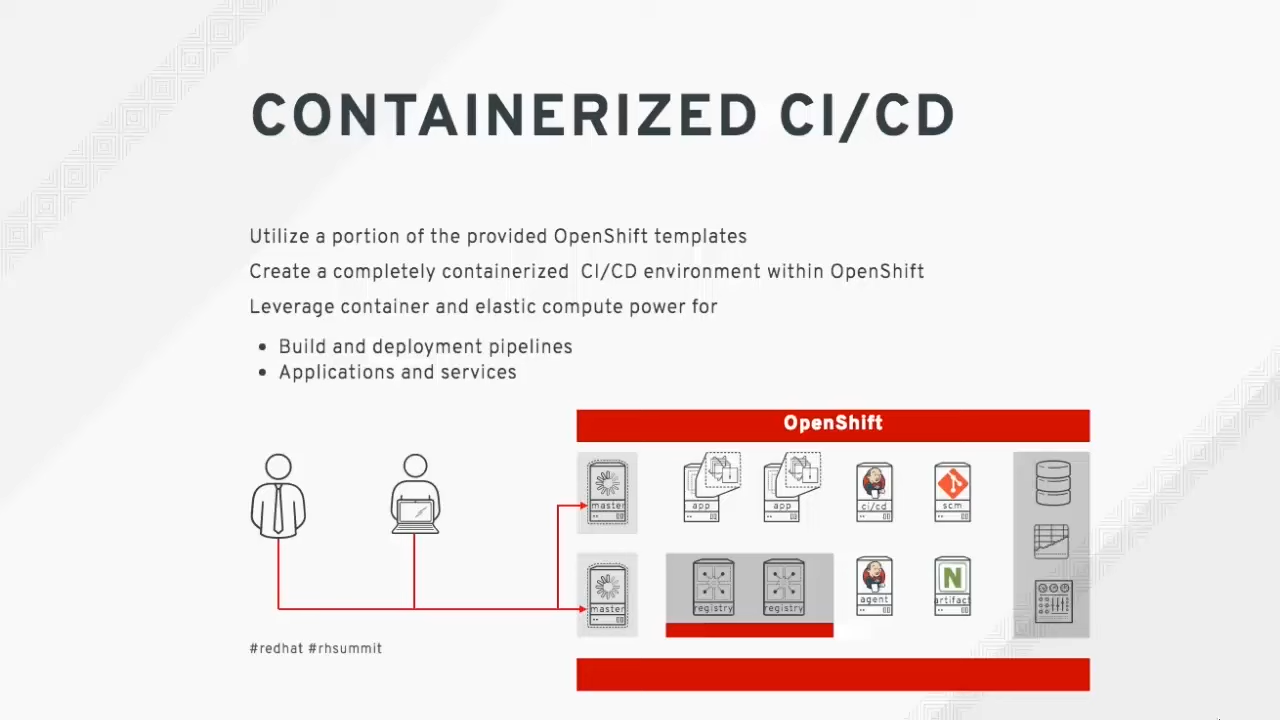 CONTAINERIZED CI/CD
Utilize a portion of the provided OpenShift templates
Create a completely containerized CI/CD environment within OpenShift
Leverage container and elastic compute power for
• Build and deployment pipelines
• Applications and services
OpenShift
master
app
app
ci/cd
scm
master
registry
registry
agent
N
artifact
#redhat #rhsummit